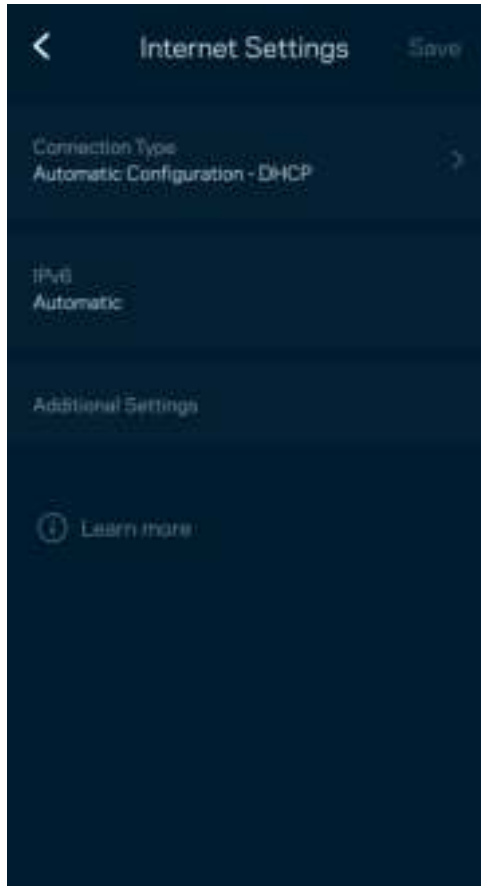 Internet Settings
Save
Connection Type
Automatic Configuration - DHCP
IPv6
Automatic
Additional Settings
Learn more